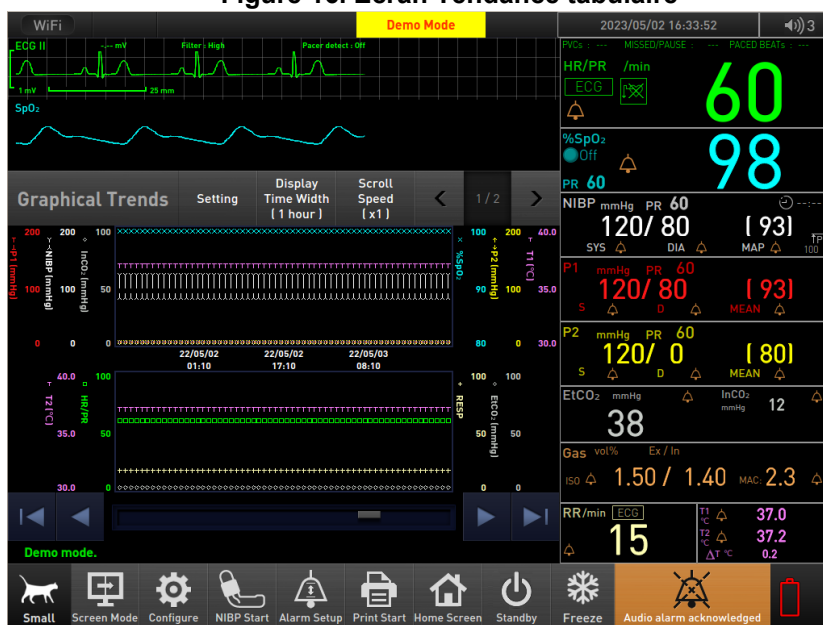 WiFi
Demo Mode
2023/05/02 16:33:52
3
ECG II
--.-- mV
Filter : High
Pacer detect : Off
1 mV
25 mm
SpO₂
PVCs : ---
MISSED/PAUSE : ---
PACED BEATS : ---
HR/PR /min
ECG
60
%SpO₂
Off
98
PR 60
Graphical Trends
Setting
Display
Time Width
( 1 hour )
Scroll
Speed
( x1 )
1 / 2
NIBP mmHg PR 60
--:--
120/ 80 ( 93)
SYS DIA MAP
100
200 200 100
P1 (mmHg)
NIBP (mmHg)
InCO₂ (mmHg)
100 100 50
0 0 0
100 200 40.0
%SpO₂
P2 (mmHg)
T1 (°C)
90 100 35.0
80 0 30.0
22/05/02
01:10
22/05/02
17:10
22/05/03
08:10
P1 mmHg PR 60
120/ 80 ( 93)
S D MEAN
P2 mmHg PR 60
120/ 0 ( 80)
S D MEAN
40.0 100
T2 (°C)
HR/PR
35.0 50
30.0 0
100 100
RESP
EtCO₂ (mmHg)
50 50
0 0
EtCO₂ mmHg
38
InCO₂
mmHg
12
Gas vol% Ex / In
ISO 1.50 / 1.40 MAC: 2.3
RR/min ECG
15
T1 °C 37.0
T2 °C 37.2
ΔT °C 0.2
Demo mode.
Small
Screen Mode
Configure
NIBP Start
Alarm Setup
Print Start
Home Screen
Standby
Freeze
Audio alarm acknowledged